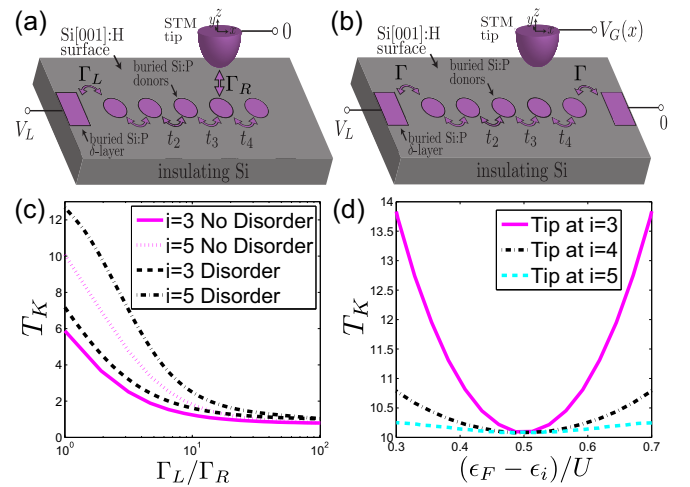 (a)
STM
tip
z
y
x
0
Si[001]:H
surface
Γ_L
buried Si:P
donors
Γ_R
V_L
t_2
t_3
t_4
buried Si:P
δ-layer
insulating Si
(b)
STM
tip
z
y
x
V_G(x)
Si[001]:H
surface
Γ
buried Si:P
donors
Γ
V_L
t_2
t_3
t_4
0
buried Si:P
δ-layer
insulating Si
(c)
i=3 No Disorder
i=5 No Disorder
i=3 Disorder
i=5 Disorder
T_K
12
10
8
6
4
2
0
10^0
10^1
10^2
Γ_L/Γ_R
(d)
Tip at i=3
Tip at i=4
Tip at i=5
T_K
14
13.5
13
12.5
12
11.5
11
10.5
10
0.3
0.4
0.5
0.6
0.7
(ϵ_F − ϵ_i)/U